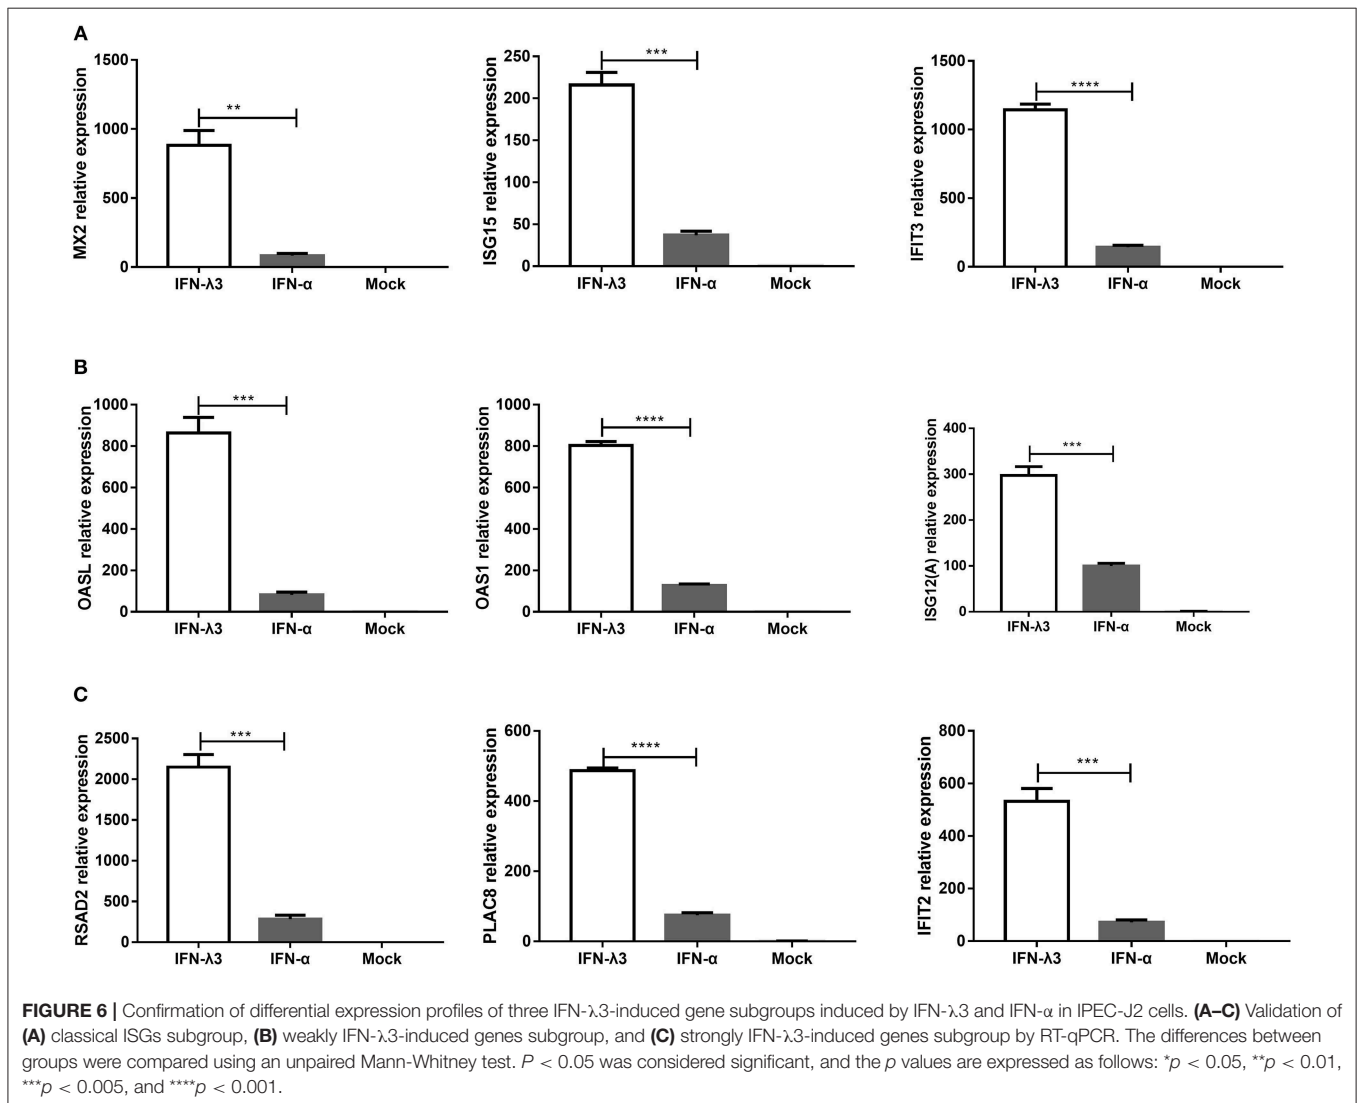 A
MX2 relative expression
1500
1000
500
0
**
IFN-λ3 IFN-α Mock
ISG15 relative expression
250
200
150
100
50
0
***
IFN-λ3 IFN-α Mock
IFIT3 relative expression
1500
1000
500
0
****
IFN-λ3 IFN-α Mock
B
OASL relative expression
1000
800
600
400
200
0
***
IFN-λ3 IFN-α Mock
OAS1 relative expression
1000
800
600
400
200
0
****
IFN-λ3 IFN-α Mock
ISG12(A) relative expression
400
300
200
100
0
***
IFN-λ3 IFN-α Mock
C
RSAD2 relative expression
2500
2000
1500
1000
500
0
***
IFN-λ3 IFN-α Mock
PLAC8 relative expression
600
400
200
0
****
IFN-λ3 IFN-α Mock
IFIT2 relative expression
800
600
400
200
0
***
IFN-λ3 IFN-α Mock
FIGURE 6 | Confirmation of differential expression profiles of three IFN-λ3-induced gene subgroups induced by IFN-λ3 and IFN-α in IPEC-J2 cells. (A–C) Validation of
(A) classical ISGs subgroup, (B) weakly IFN-λ3-induced genes subgroup, and (C) strongly IFN-λ3-induced genes subgroup by RT-qPCR. The differences between
groups were compared using an unpaired Mann-Whitney test. P < 0.05 was considered significant, and the p values are expressed as follows: *p < 0.05, **p < 0.01,
***p < 0.005, and ****p < 0.001.